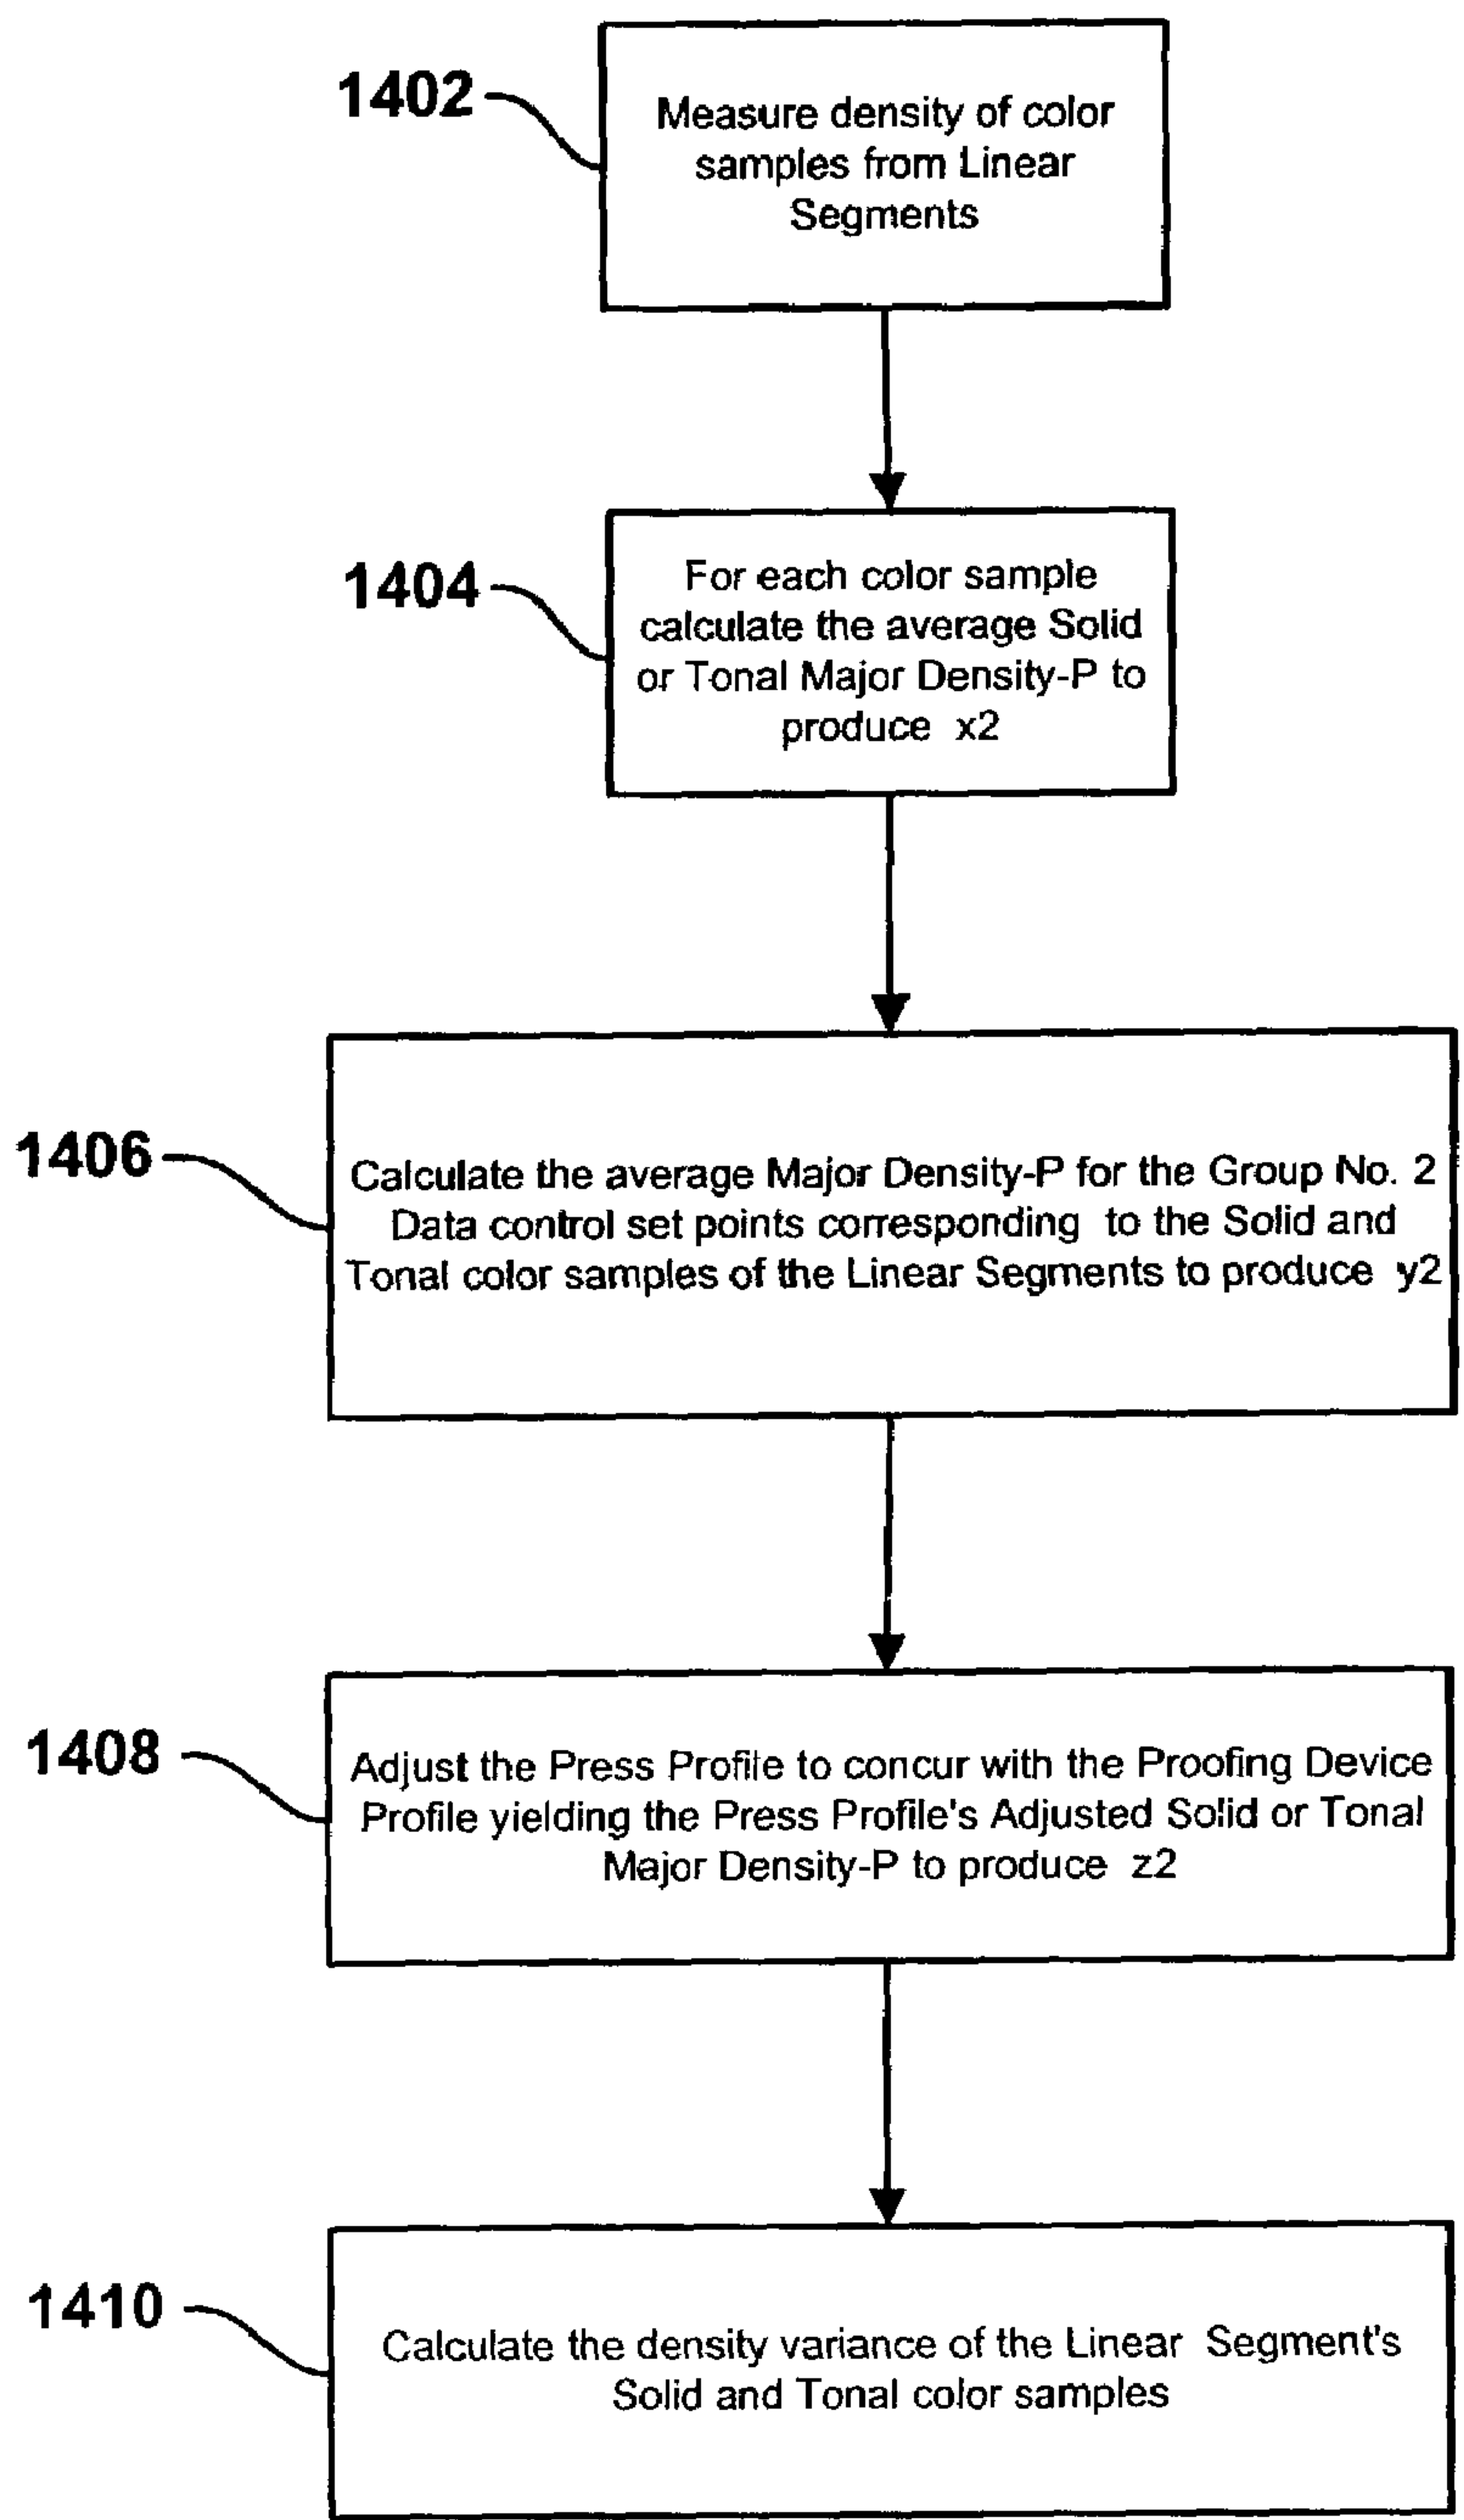 1402
Measure density of color
samples from Linear
Segments
1404
For each color sample
calculate the average Solid
or Tonal Major Density-P to
produce x2
1406
Calculate the average Major Density-P for the Group No. 2
Data control set points corresponding to the Solid and
Tonal color samples of the Linear Segments to produce y2
1408
Adjust the Press Profile to concur with the Proofing Device
Profile yielding the Press Profile's Adjusted Solid or Tonal
Major Density-P to produce z2
1410
Calculate the density variance of the Linear Segment's
Solid and Tonal color samples